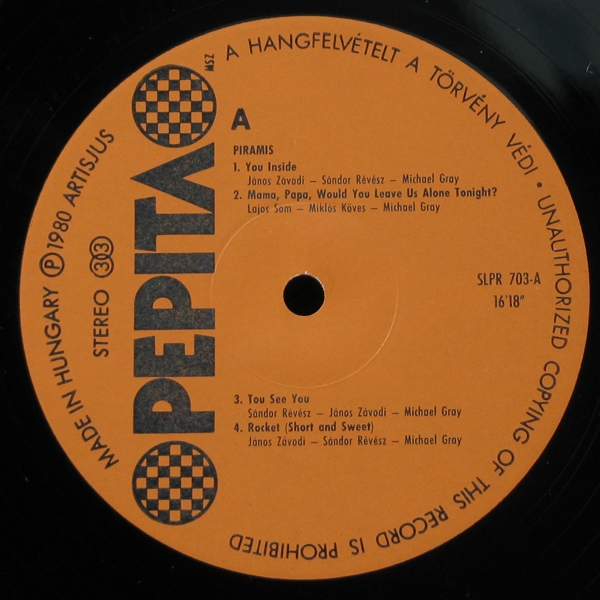 A HANGFELVÉTELT A TÖRVÉNY VÉDI • UNAUTHORIZED COPYING OF THIS RECORD IS PROHIBITED
MADE IN HUNGARY Ⓟ 1980 ARTISJUS
STEREO 33
MSZ
PEPITA
A
PIRAMIS
1. You Inside
János Závodi – Sándor Révész – Michael Gray
2. Mama, Papa, Would You Leave Us Alone Tonight?
Lajos Som – Miklós Köves – Michael Gray
SLPR 703-A
16'18"
3. Tou See You
Sándor Révész – János Závodi – Michael Gray
4. Rocket (Short and Sweet)
János Závodi – Sándor Révész – Michael Gray